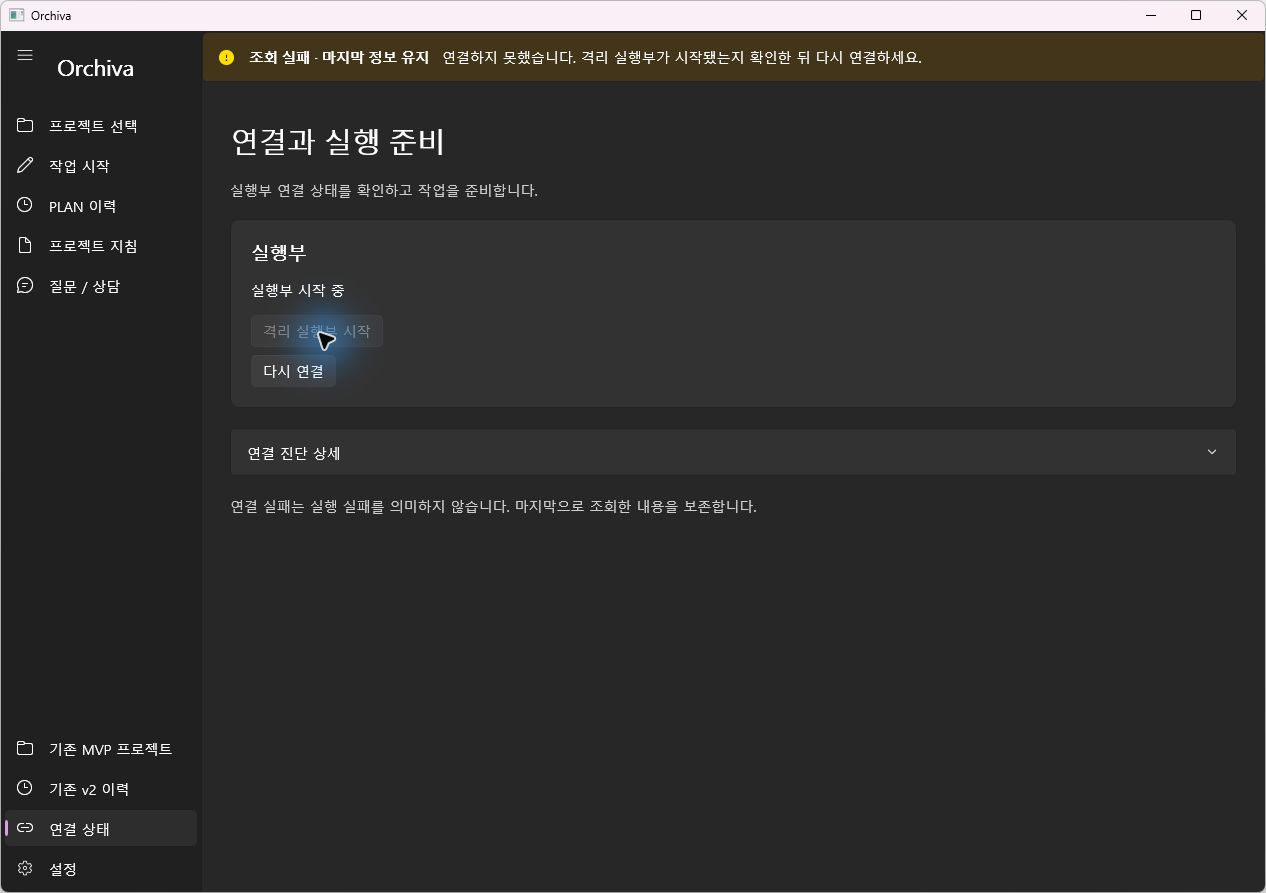 Orchiva
Orchiva
조회 실패 - 마지막 정보 유지 연결하지 못했습니다. 격리 실행부가 시작됐는지 확인한 뒤 다시 연결하세요.
프로젝트 선택
작업 시작
PLAN 이력
프로젝트 지침
질문 / 상담
연결과 실행 준비
실행부 연결 상태를 확인하고 작업을 준비합니다.
실행부
실행부 시작 중
격리 실행부 시작
다시 연결
연결 진단 상세
연결 실패는 실행 실패를 의미하지 않습니다. 마지막으로 조회한 내용을 보존합니다.
기존 MVP 프로젝트
기존 v2 이력
연결 상태
설정